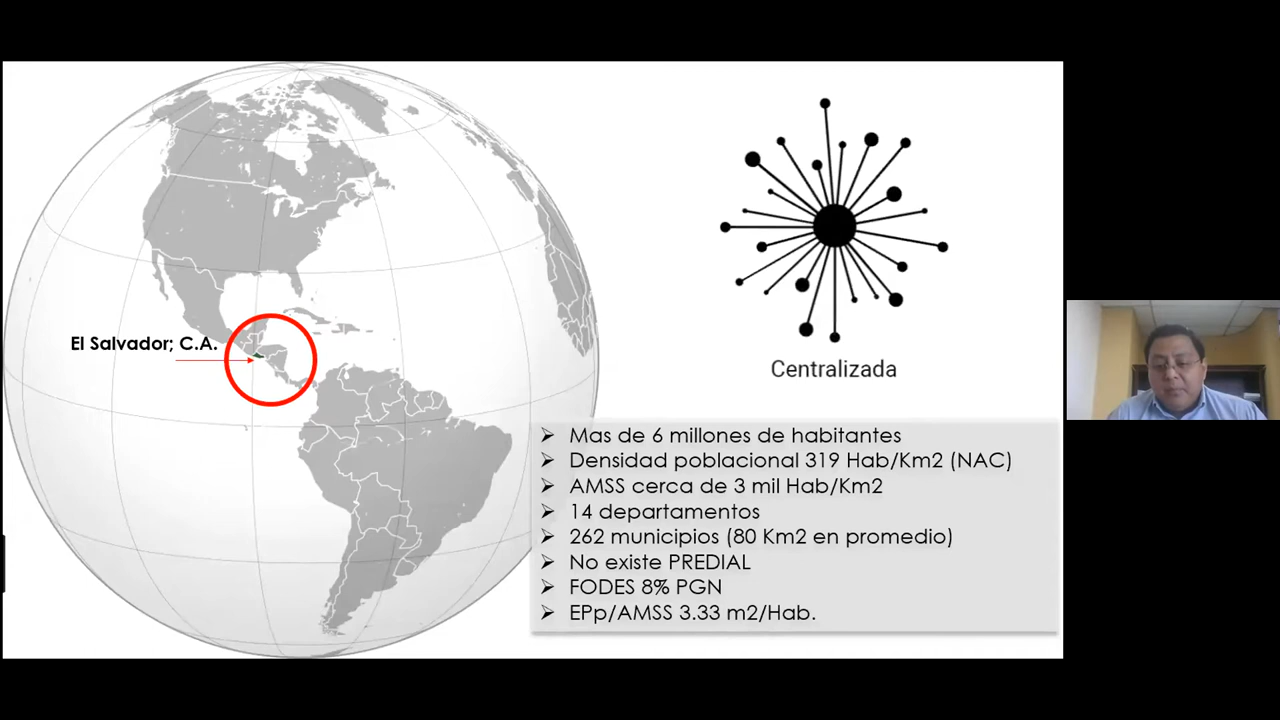 El Salvador; C.A.
Centralizada
Mas de 6 millones de habitantes
Densidad poblacional 319 Hab/Km2 (NAC)
AMSS cerca de 3 mil Hab/Km2
14 departamentos
262 municipios (80 Km2 en promedio)
No existe PREDIAL
FODES 8% PGN
EPp/AMSS 3.33 m2/Hab.